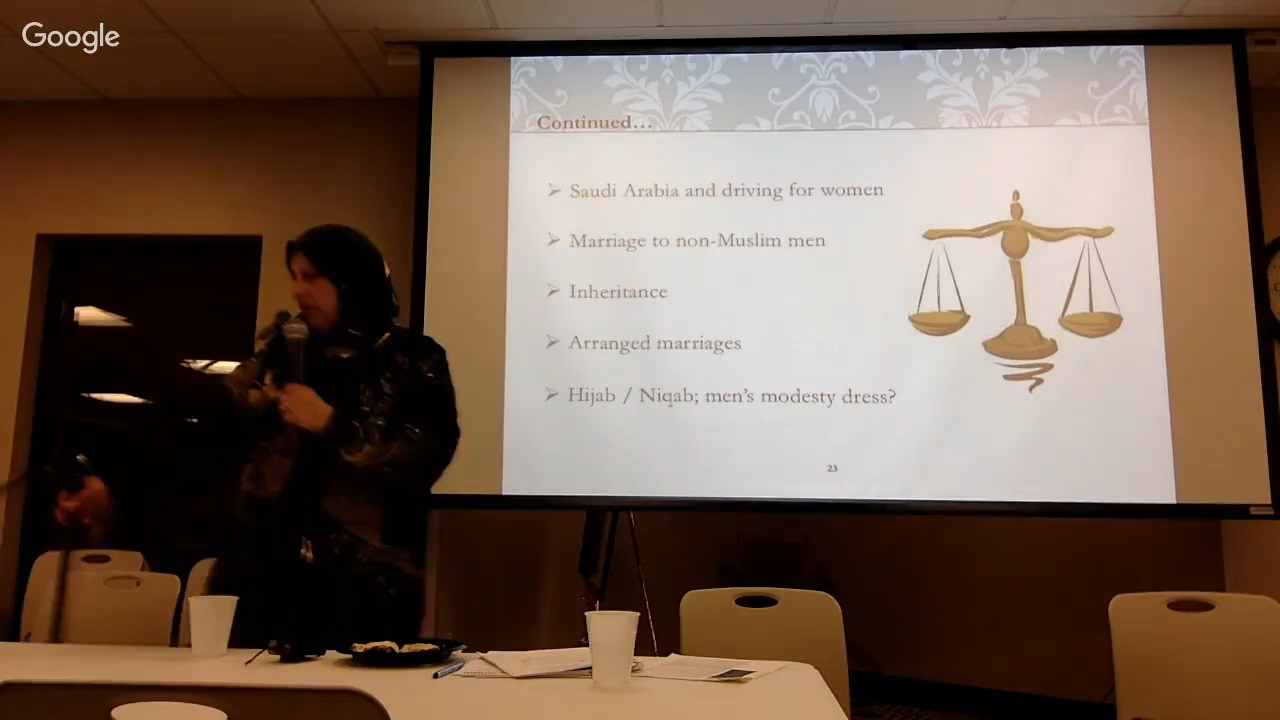 Google
Continued...
➢ Saudi Arabia and driving for women
➢ Marriage to non-Muslim men
➢ Inheritance
➢ Arranged marriages
➢ Hijab / Niqab; men's modesty dress?
23